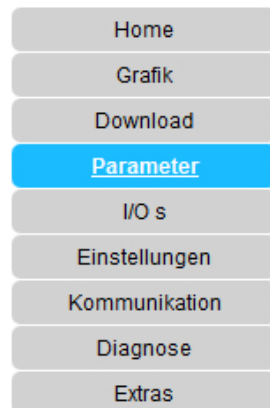 Home
Grafik
Download
Parameter
I/O s
Einstellungen
Kommunikation
Diagnose
Extras